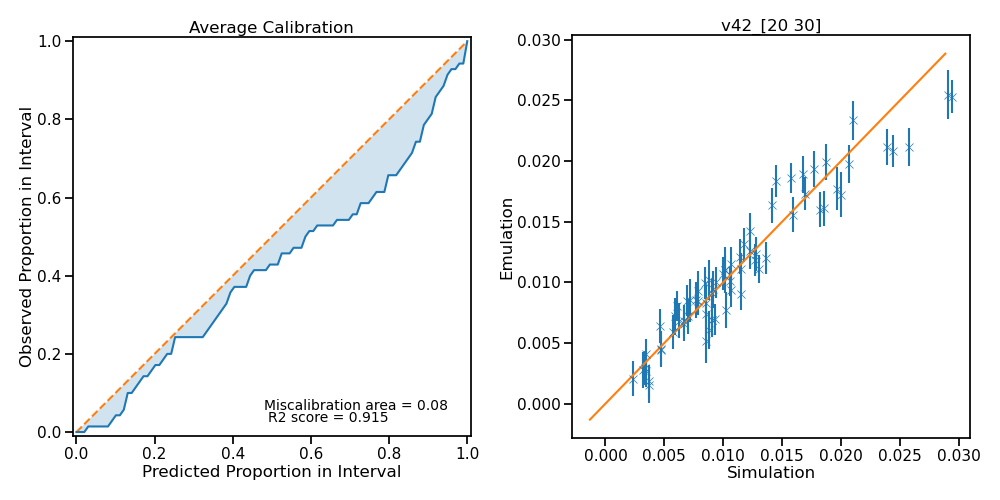 Average Calibration
1.0
0.8
0.6
0.4
0.2
0.0
Observed Proportion in Interval
Miscalibration area = 0.08
R2 score = 0.915
0.0 0.2 0.4 0.6 0.8 1.0
Predicted Proportion in Interval
v42 [20 30]
0.030
0.025
0.020
0.015
0.010
0.005
0.000
Emulation
0.000 0.005 0.010 0.015 0.020 0.025 0.030
Simulation